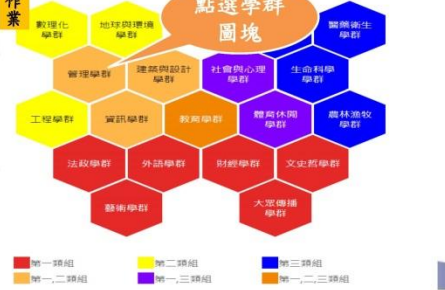 作
業
點選學群
圖塊
數理化
學群
地球與環境
學群
醫藥衛生
學群
管理學群
建築與設計
學群
社會與心理
學群
生命科學
學群
工程學群
資訊學群
教育學群
體育休閒
學群
農林漁牧
學群
法政學群
外語學群
財經學群
文史哲學群
藝術學群
大眾傳播
學群
第一類組
第二類組
第三類組
第一,二類組
第一,三類組
第一,二,三類組